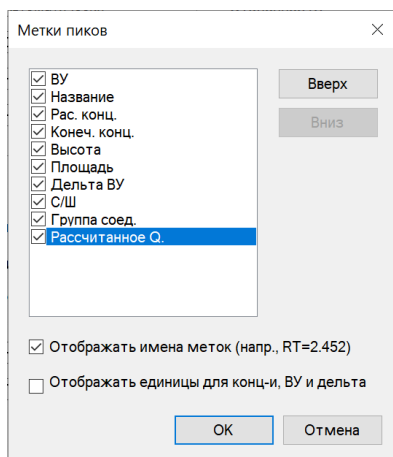 Метки пиков
ВУ
Название
Рас. конц.
Конеч. конц.
Высота
Площадь
Дельта ВУ
С/Ш
Группа соед.
Рассчитанное Q.
Вверх
Вниз
Отображать имена меток (напр., RT=2.452)
Отображать единицы для конц-и, ВУ и дельта
OK
Отмена